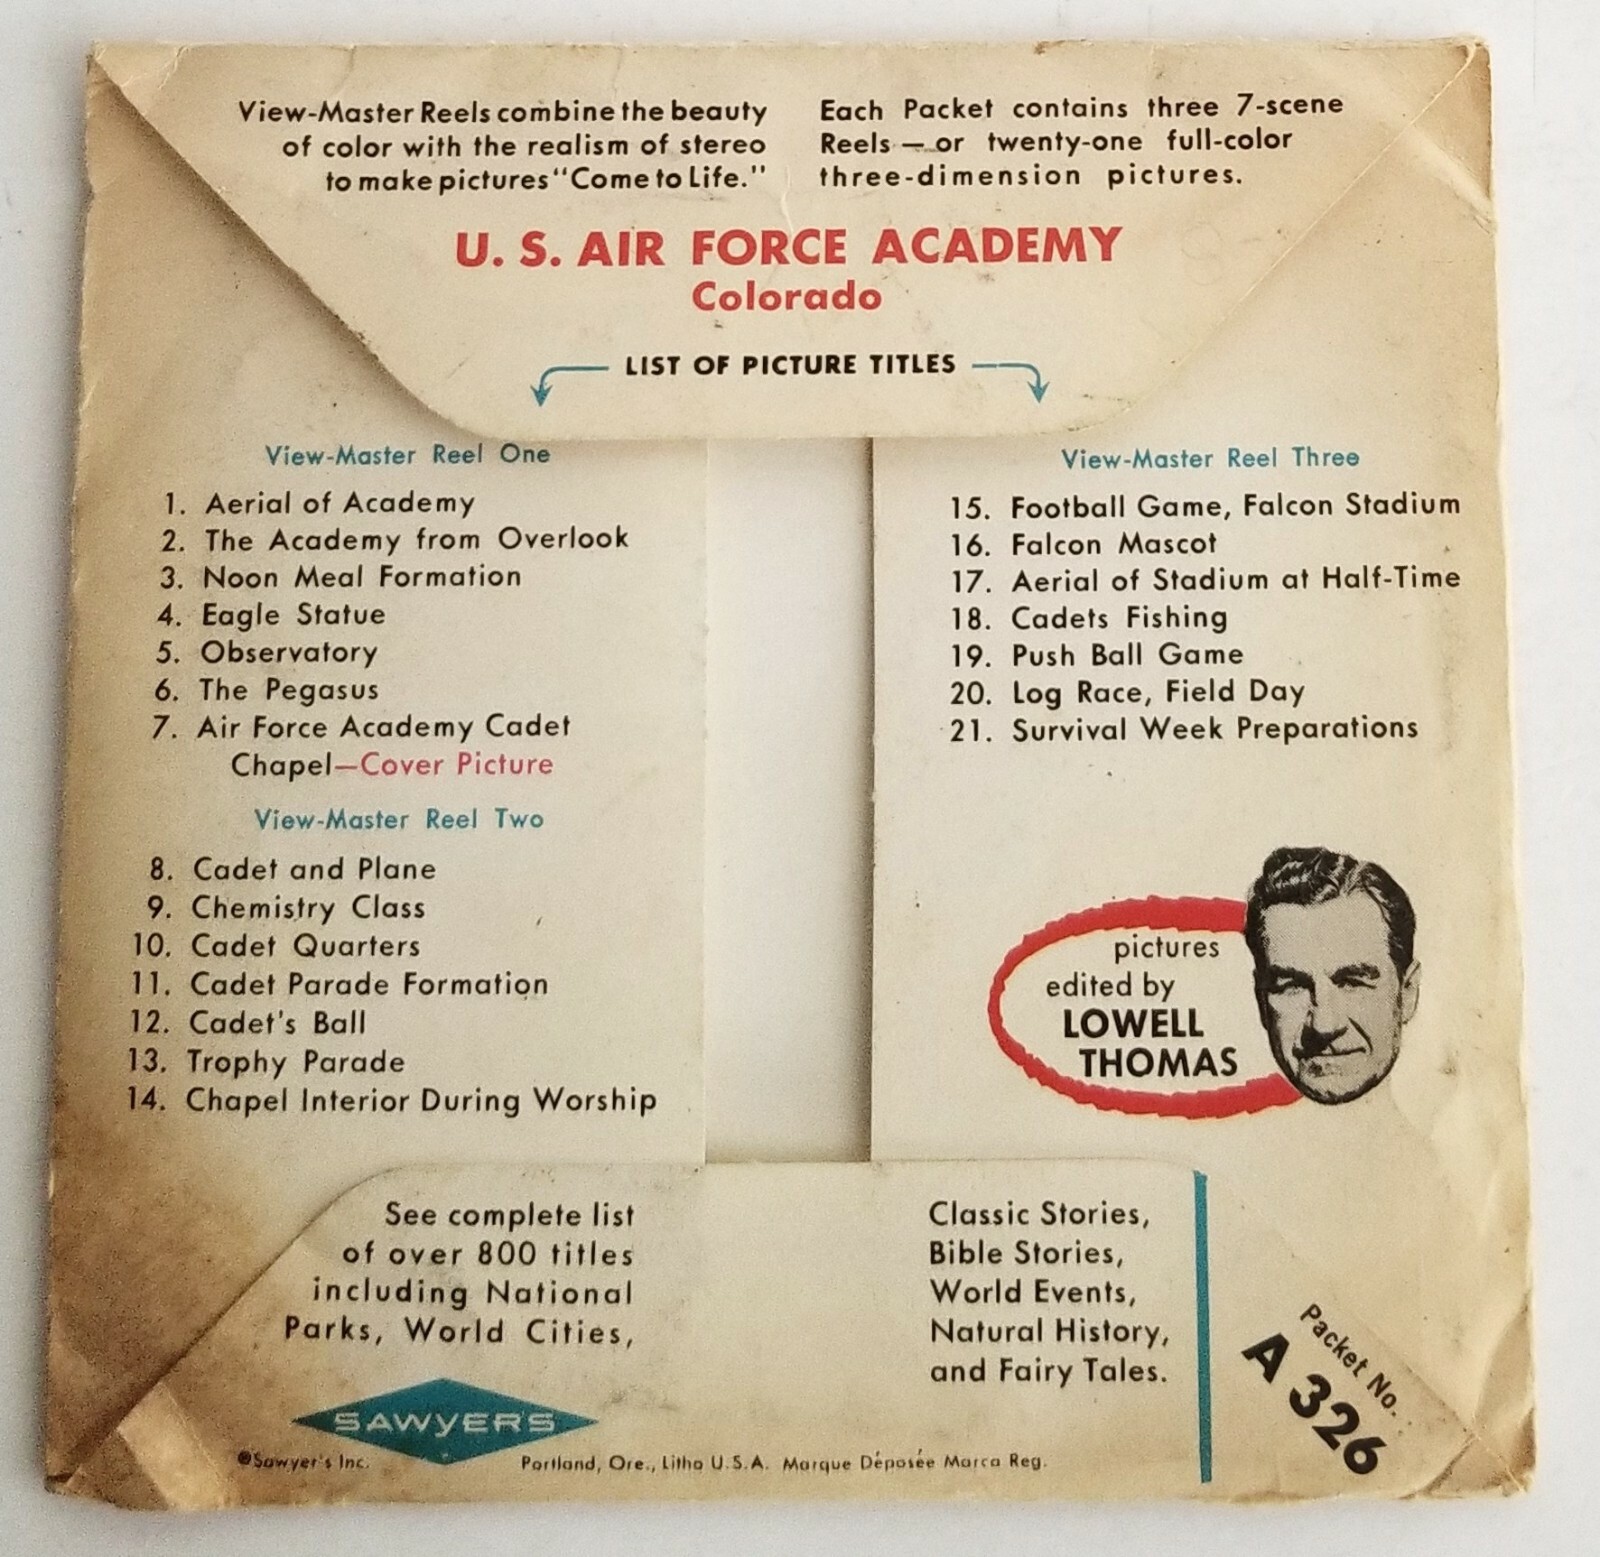 View-Master Reels combine the beauty
of color with the realism of stereo
to make pictures "Come to Life."
Each Packet contains three 7-scene
Reels — or twenty-one full-color
three-dimension pictures.
U. S. AIR FORCE ACADEMY
Colorado
LIST OF PICTURE TITLES
View-Master Reel One
1. Aerial of Academy
2. The Academy from Overlook
3. Noon Meal Formation
4. Eagle Statue
5. Observatory
6. The Pegasus
7. Air Force Academy Cadet
Chapel—Cover Picture
View-Master Reel Two
8. Cadet and Plane
9. Chemistry Class
10. Cadet Quarters
11. Cadet Parade Formation
12. Cadet's Ball
13. Trophy Parade
14. Chapel Interior During Worship
View-Master Reel Three
15. Football Game, Falcon Stadium
16. Falcon Mascot
17. Aerial of Stadium at Half-Time
18. Cadets Fishing
19. Push Ball Game
20. Log Race, Field Day
21. Survival Week Preparations
pictures
edited by
LOWELL
THOMAS
See complete list
of over 800 titles
including National
Parks, World Cities,
Classic Stories,
Bible Stories,
World Events,
Natural History,
and Fairy Tales.
SAWYER'S
©Sawyer's Inc.
Portland, Ore., Litho U.S.A. Marque Déposée Marca Reg.
Packet No.
A 326